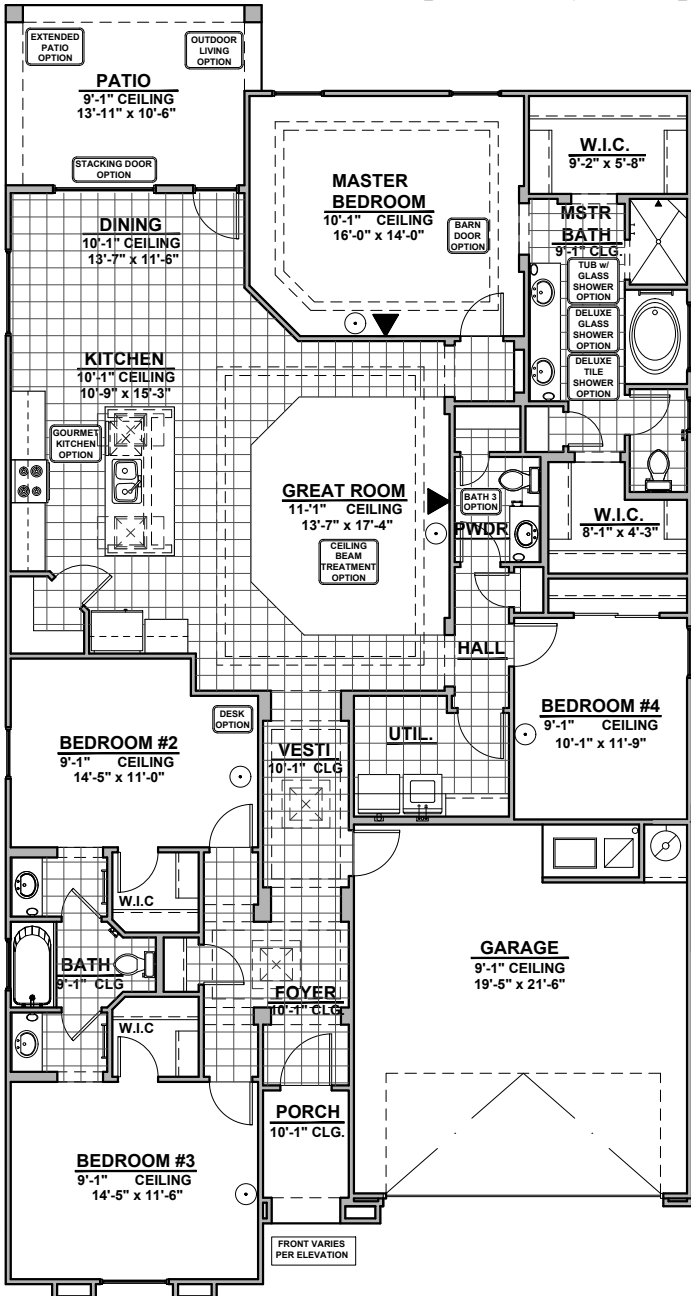 EXTENDED
PATIO
OPTION
OUTDOOR
LIVING
OPTION
PATIO
9'-1" CEILING
13'-11" x 10'-6"
STACKING DOOR
OPTION
W.I.C.
9'-2" x 5'-8"
MASTER
BEDROOM
10'-1" CEILING
16'-0" x 14'-0"
BARN
DOOR
OPTION
MSTR
BATH
9'-1" CLG.
TUB w/
GLASS
SHOWER
OPTION
DELUXE
GLASS
SHOWER
OPTION
DELUXE
TILE
SHOWER
OPTION
DINING
10'-1" CEILING
13'-7" x 11'-6"
KITCHEN
10'-1" CEILING
10'-9" x 15'-3"
GOURMET
KITCHEN
OPTION
GREAT ROOM
11-'1" CEILING
13'-7" x 17'-4"
CEILING
BEAM
TREATMENT
OPTION
BATH 3
OPTION
PWDR
W.I.C.
8'-1" x 4'-3"
HALL
BEDROOM #4
9'-1" CEILING
10'-1" x 11'-9"
DESK
OPTION
BEDROOM #2
9'-1" CEILING
14'-5" x 11'-0"
VESTI
10'-1" CLG
UTIL.
W.I.C
BATH
9'-1" CLG
FOYER
10'-1" CLG.
GARAGE
9'-1" CEILING
19'-5" x 21'-6"
W.I.C
PORCH
10'-1" CLG.
BEDROOM #3
9'-1" CEILING
14'-5" x 11'-6"
FRONT VARIES
PER ELEVATION